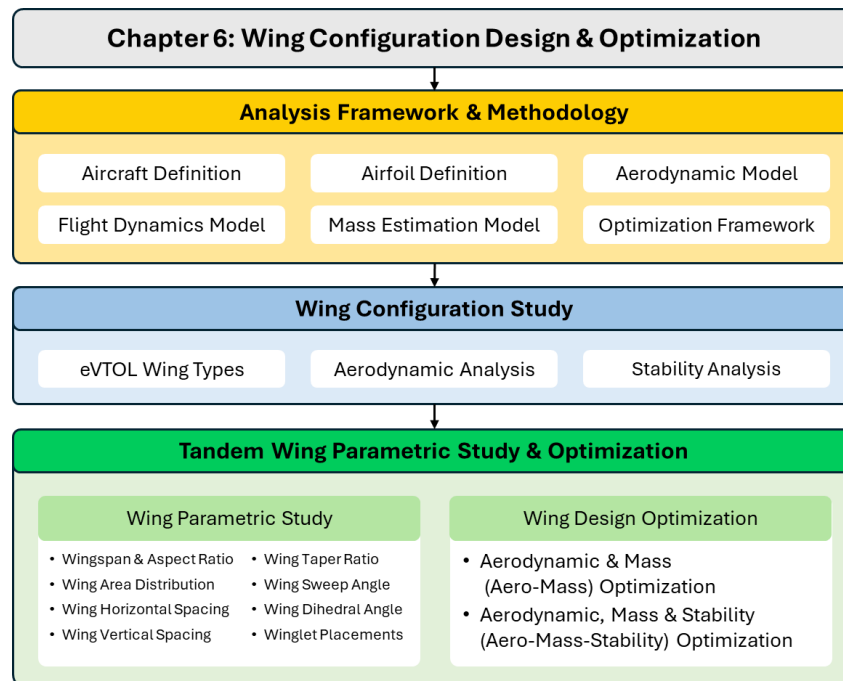 Chapter 6: Wing Configuration Design & Optimization
Analysis Framework & Methodology
Aircraft Definition
Airfoil Definition
Aerodynamic Model
Flight Dynamics Model
Mass Estimation Model
Optimization Framework
Wing Configuration Study
eVTOL Wing Types
Aerodynamic Analysis
Stability Analysis
Tandem Wing Parametric Study & Optimization
Wing Parametric Study
• Wingspan & Aspect Ratio
• Wing Area Distribution
• Wing Horizontal Spacing
• Wing Vertical Spacing
• Wing Taper Ratio
• Wing Sweep Angle
• Wing Dihedral Angle
• Winglet Placements
Wing Design Optimization
• Aerodynamic & Mass
(Aero-Mass) Optimization
• Aerodynamic, Mass & Stability
(Aero-Mass-Stability) Optimization